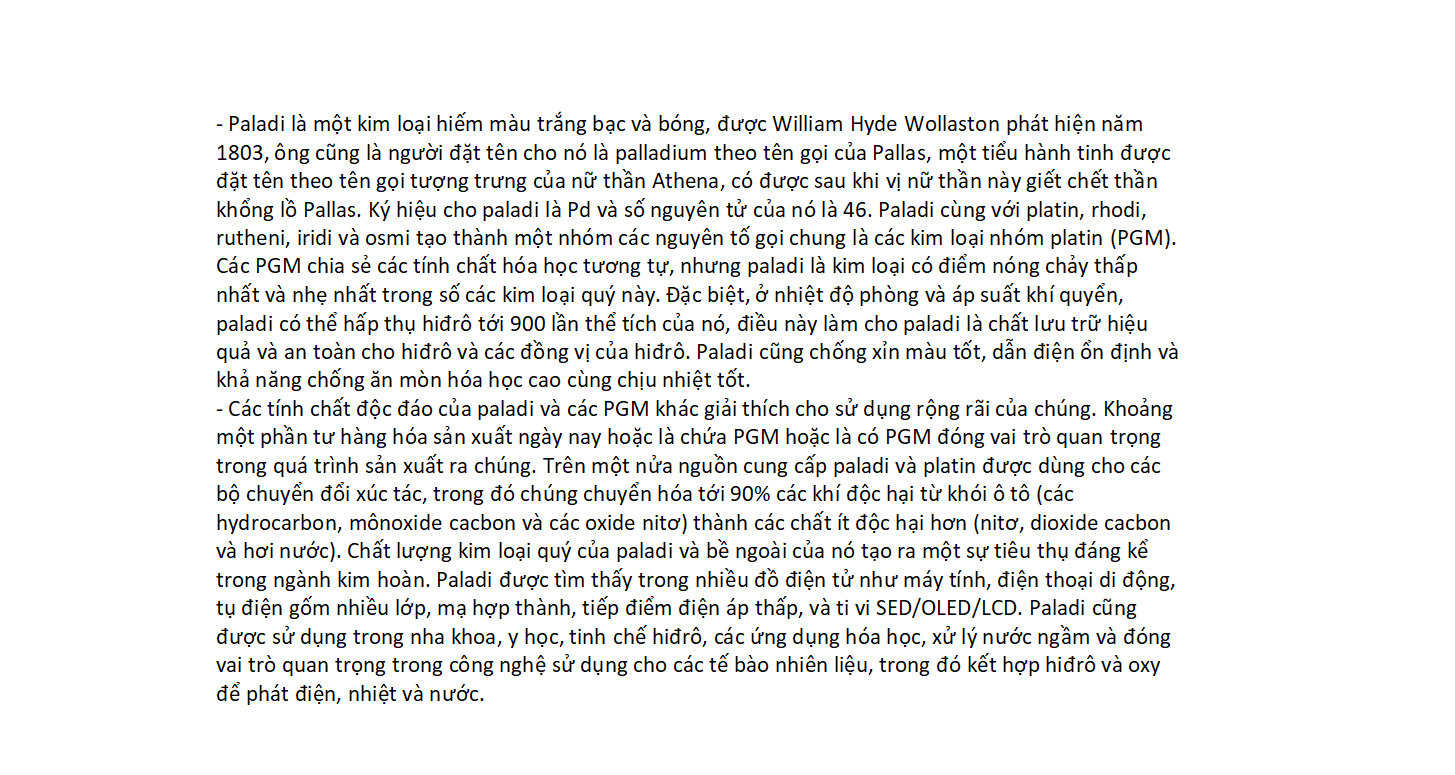 - Paladi là một kim loại hiếm màu trắng bạc và bóng, được William Hyde Wollaston phát hiện năm
1803, ông cũng là người đặt tên cho nó là palladium theo tên gọi của Pallas, một tiểu hành tinh được
đặt tên theo tên gọi tượng trưng của nữ thần Athena, có được sau khi vị nữ thần này giết chết thần
khổng lồ Pallas. Ký hiệu cho paladi là Pd và số nguyên tử của nó là 46. Paladi cùng với platin, rhodi,
rutheni, iridi và osmi tạo thành một nhóm các nguyên tố gọi chung là các kim loại nhóm platin (PGM).
Các PGM chia sẻ các tính chất hóa học tương tự, nhưng paladi là kim loại có điểm nóng chảy thấp
nhất và nhẹ nhất trong số các kim loại quý này. Đặc biệt, ở nhiệt độ phòng và áp suất khí quyển,
paladi có thể hấp thụ hiđrô tới 900 lần thể tích của nó, điều này làm cho paladi là chất lưu trữ hiệu
quả và an toàn cho hiđrô và các đồng vị của hiđrô. Paladi cũng chống xỉn màu tốt, dẫn điện ổn định và
khả năng chống ăn mòn hóa học cao cùng chịu nhiệt tốt.
- Các tính chất độc đáo của paladi và các PGM khác giải thích cho sử dụng rộng rãi của chúng. Khoảng
một phần tư hàng hóa sản xuất ngày nay hoặc là chứa PGM hoặc là có PGM đóng vai trò quan trọng
trong quá trình sản xuất ra chúng. Trên một nửa nguồn cung cấp paladi và platin được dùng cho các
bộ chuyển đổi xúc tác, trong đó chúng chuyển hóa tới 90% các khí độc hại từ khói ô tô (các
hydrocarbon, mônoxide cacbon và các oxide nitơ) thành các chất ít độc hại hơn (nitơ, dioxide cacbon
và hơi nước). Chất lượng kim loại quý của paladi và bề ngoài của nó tạo ra một sự tiêu thụ đáng kể
trong ngành kim hoàn. Paladi được tìm thấy trong nhiều đồ điện tử như máy tính, điện thoại di động,
tụ điện gốm nhiều lớp, mạ hợp thành, tiếp điểm điện áp thấp, và ti vi SED/OLED/LCD. Paladi cũng
được sử dụng trong nha khoa, y học, tinh chế hiđrô, các ứng dụng hóa học, xử lý nước ngầm và đóng
vai trò quan trọng trong công nghệ sử dụng cho các tế bào nhiên liệu, trong đó kết hợp hiđrô và oxy
để phát điện, nhiệt và nước.